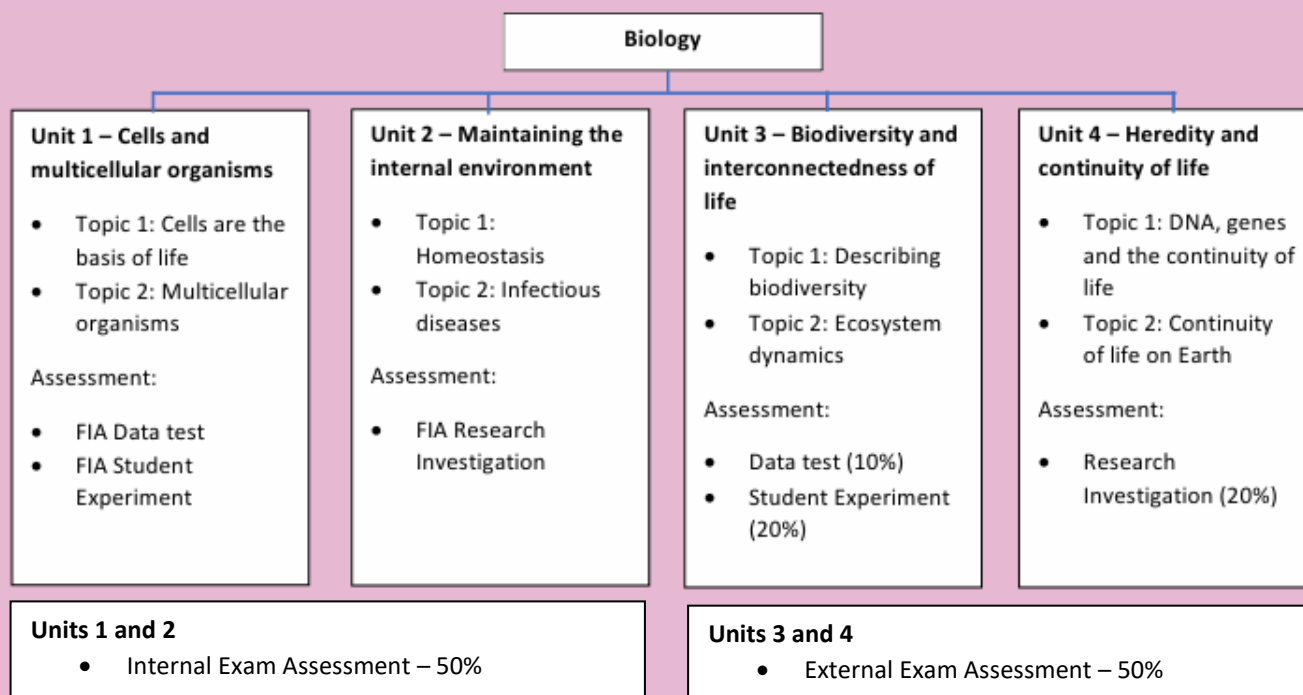 Biology
Unit 1 – Cells and
multicellular organisms
• Topic 1: Cells are the
basis of life
• Topic 2: Multicellular
organisms
Assessment:
• FIA Data test
• FIA Student
Experiment
Unit 2 – Maintaining the
internal environment
• Topic 1:
Homeostasis
• Topic 2: Infectious
diseases
Assessment:
• FIA Research
Investigation
Unit 3 – Biodiversity and
interconnectedness of
life
• Topic 1: Describing
biodiversity
• Topic 2: Ecosystem
dynamics
Assessment:
• Data test (10%)
• Student Experiment
(20%)
Unit 4 – Heredity and
continuity of life
• Topic 1: DNA, genes
and the continuity of
life
• Topic 2: Continuity
of life on Earth
Assessment:
• Research
Investigation (20%)
Units 1 and 2
• Internal Exam Assessment – 50%
Units 3 and 4
• External Exam Assessment – 50%